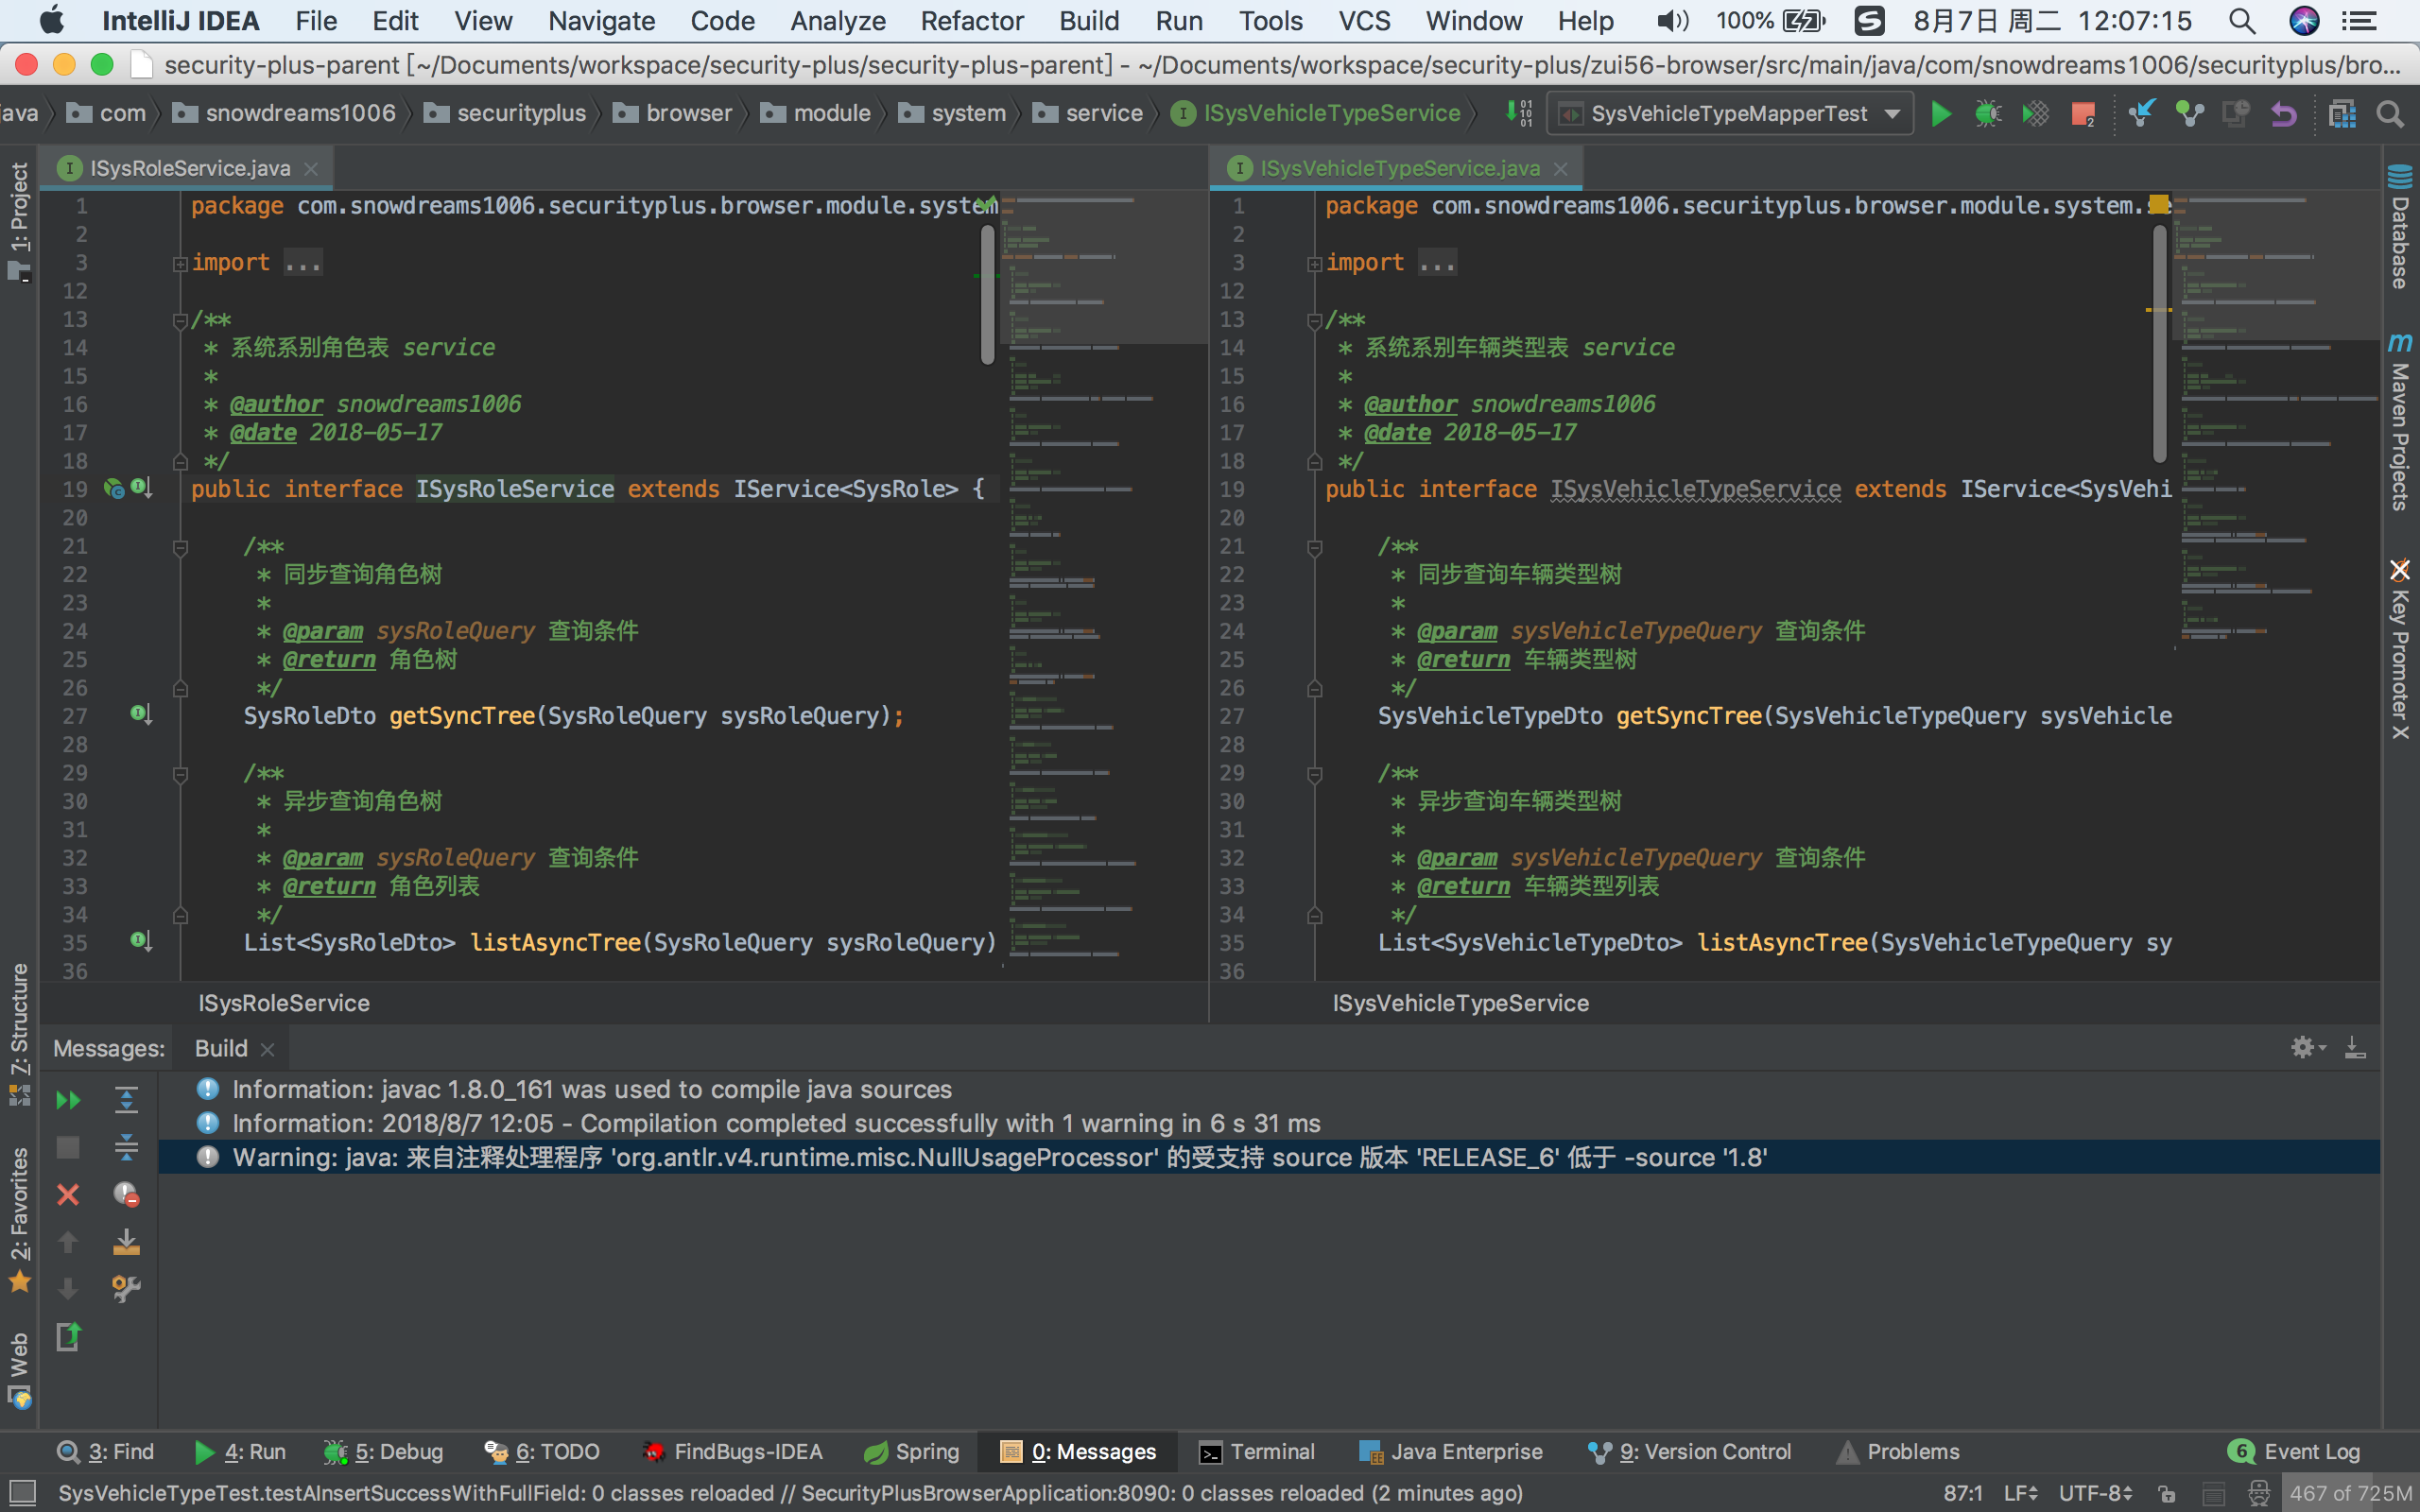 IntelliJ IDEA File Edit View Navigate Code Analyze Refactor Build Run Tools VCS Window Help 100% 8月7日 周二 12:07:15
security-plus-parent [~/Documents/workspace/security-plus/security-plus-parent] - ~/Documents/workspace/security-plus/zui56-browser/src/main/java/com/snowdreams1006/securityplus/bro...
ava com snowdreams1006 securityplus browser module system service ISysVehicleTypeService SysVehicleTypeMapperTest
1: Project
7: Structure
2: Favorites
Web
ISysRoleService.java
1 package com.snowdreams1006.securityplus.browser.module.system
2
3 import ...
12
13 /**
14 * 系统系别角色表 service
15 *
16 * @author snowdreams1006
17 * @date 2018-05-17
18 */
19 public interface ISysRoleService extends IService<SysRole> {
20
21 /**
22 * 同步查询角色树
23 *
24 * @param sysRoleQuery 查询条件
25 * @return 角色树
26 */
27 SysRoleDto getSyncTree(SysRoleQuery sysRoleQuery);
28
29 /**
30 * 异步查询角色树
31 *
32 * @param sysRoleQuery 查询条件
33 * @return 角色列表
34 */
35 List<SysRoleDto> listAsyncTree(SysRoleQuery sysRoleQuery)
36
ISysRoleService
ISysVehicleTypeService.java
1 package com.snowdreams1006.securityplus.browser.module.system.se
2
3 import ...
12
13 /**
14 * 系统系别车辆类型表 service
15 *
16 * @author snowdreams1006
17 * @date 2018-05-17
18 */
19 public interface ISysVehicleTypeService extends IService<SysVehi
20
21 /**
22 * 同步查询车辆类型树
23 *
24 * @param sysVehicleTypeQuery 查询条件
25 * @return 车辆类型树
26 */
27 SysVehicleTypeDto getSyncTree(SysVehicleTypeQuery sysVehicle
28
29 /**
30 * 异步查询车辆类型树
31 *
32 * @param sysVehicleTypeQuery 查询条件
33 * @return 车辆类型列表
34 */
35 List<SysVehicleTypeDto> listAsyncTree(SysVehicleTypeQuery sy
36
ISysVehicleTypeService
Database
Maven Projects
Key Promoter X
Messages: Build
Information: javac 1.8.0_161 was used to compile java sources
Information: 2018/8/7 12:05 - Compilation completed successfully with 1 warning in 6 s 31 ms
Warning: java: 来自注释处理程序 'org.antlr.v4.runtime.misc.NullUsageProcessor' 的受支持 source 版本 'RELEASE_6' 低于 -source '1.8'
3: Find 4: Run 5: Debug 6: TODO FindBugs-IDEA Spring 0: Messages Terminal Java Enterprise 9: Version Control Problems 6 Event Log
SysVehicleTypeTest.testAInsertSuccessWithFullField: 0 classes reloaded // SecurityPlusBrowserApplication:8090: 0 classes reloaded (2 minutes ago) 87:1 LF UTF-8 467 of 725M